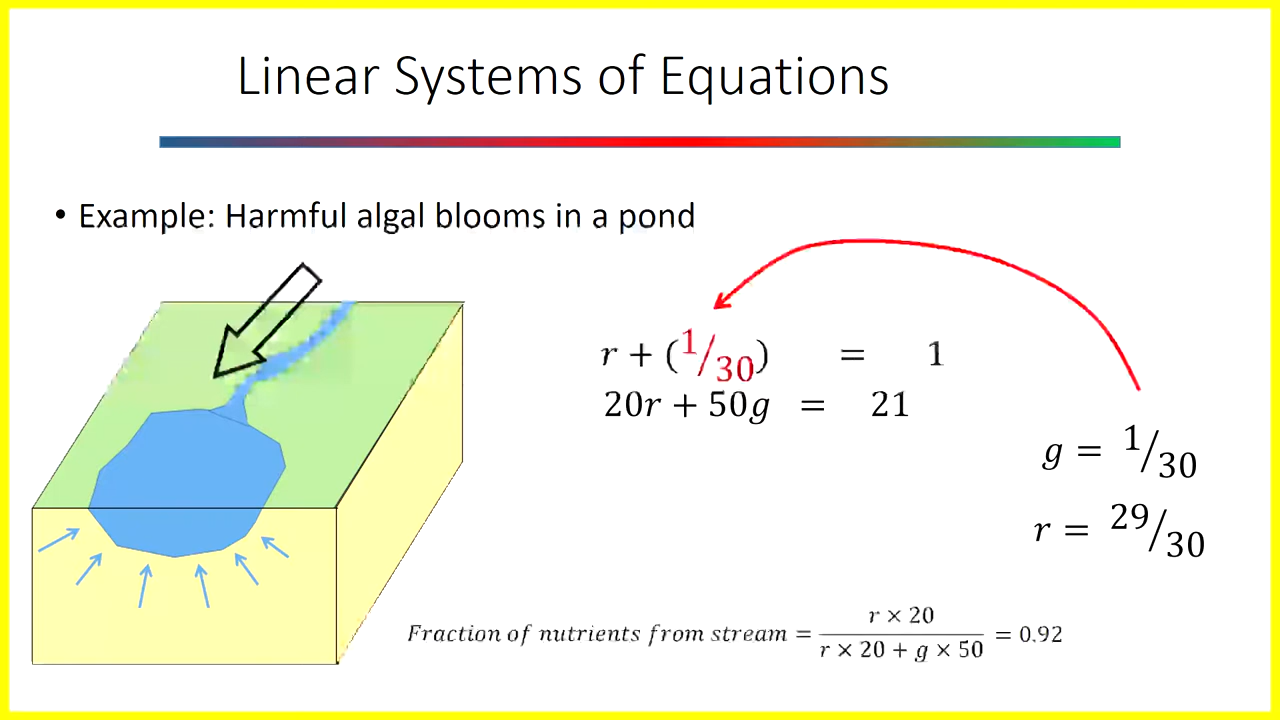 Linear Systems of Equations
• Example: Harmful algal blooms in a pond
r + (1/30) = 1
20r + 50g = 21
g = 1/30
r = 29/30
Fraction of nutrients from stream = r × 20 / r × 20 + g × 50 = 0.92